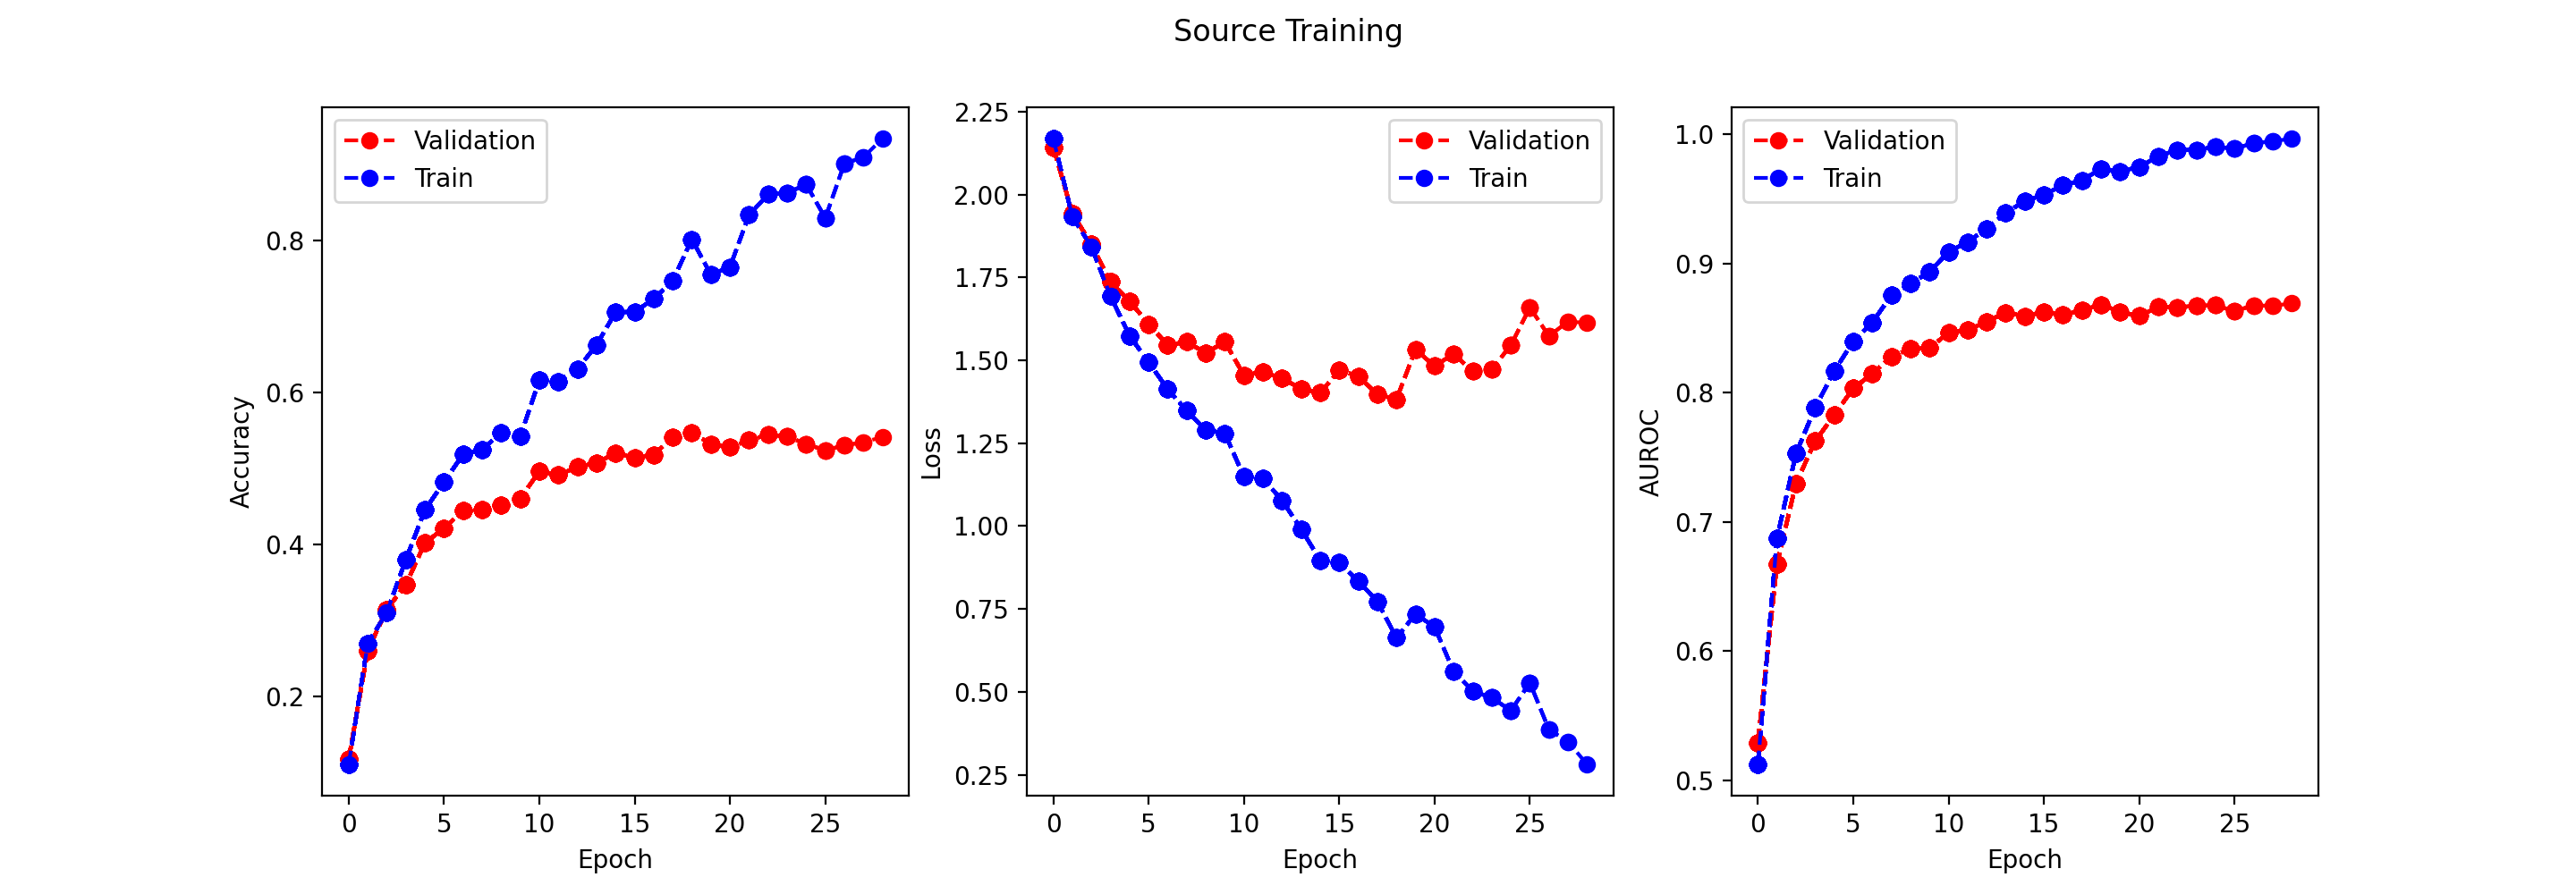 Source Training
Accuracy
0.8
0.6
0.4
0.2
Validation
Train
0 5 10 15 20 25
Epoch
Loss
2.25
2.00
1.75
1.50
1.25
1.00
0.75
0.50
0.25
Validation
Train
0 5 10 15 20 25
Epoch
AUROC
1.0
0.9
0.8
0.7
0.6
0.5
Validation
Train
0 5 10 15 20 25
Epoch